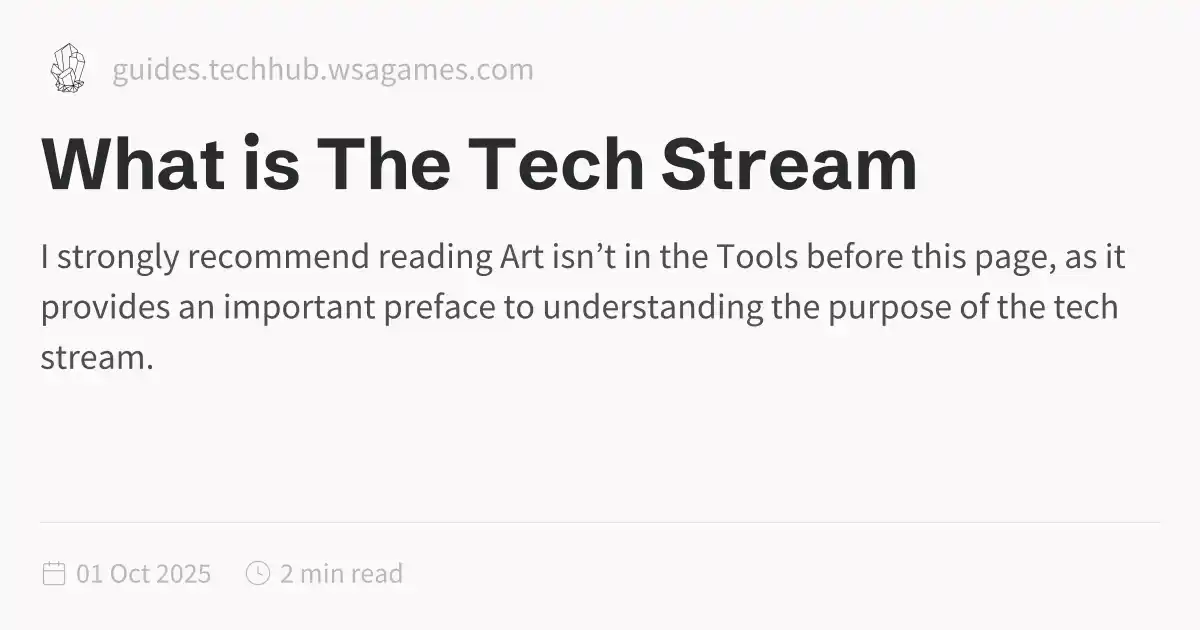 guides.techhub.wsagames.com
What is The Tech Stream
I strongly recommend reading Art isn’t in the Tools before this page, as it
provides an important preface to understanding the purpose of the tech
stream.
01 Oct 2025 2 min read